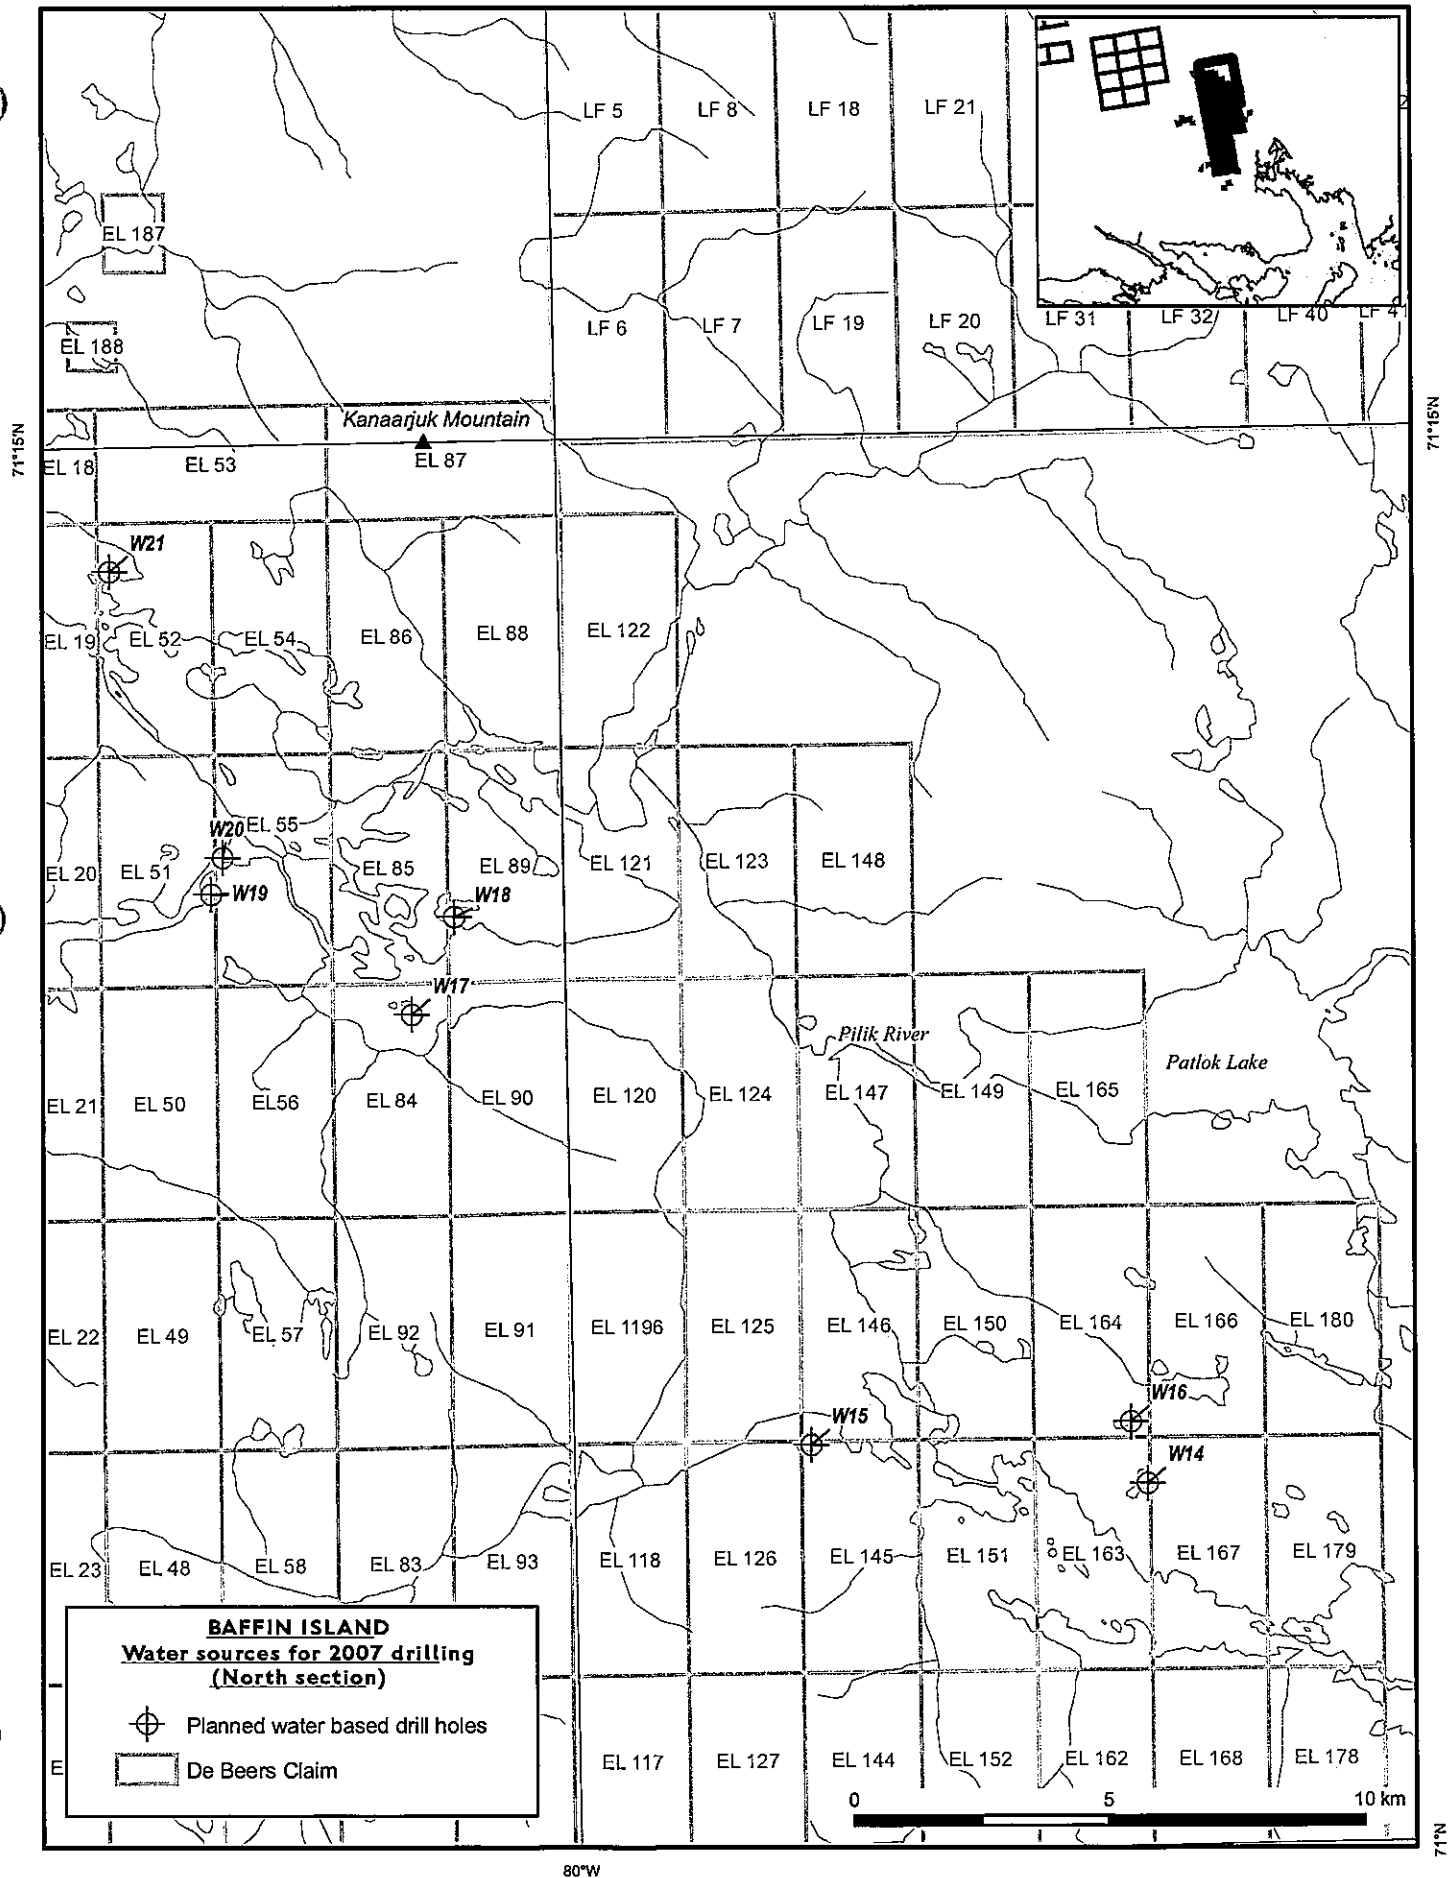 LF 5
LF 8
LF 18
LF 21
EL 187
LF 6
LF 7
LF 19
LF 20
LF 31
LF 32
LF 40
EL 188
Kanaarjuk Mountain
71°15'N
71°15'N
EL 18
EL 53
EL 87
W21
EL 19
EL 52
EL 54
EL 86
EL 88
EL 122
W20
EL 55
EL 20
EL 51
EL 85
EL 89
EL 121
EL 123
EL 148
W19
W18
W17
Pilik River
Patlok Lake
EL 21
EL 50
EL56
EL 84
EL 90
EL 120
EL 124
EL 147
EL 149
EL 165
EL 22
EL 49
EL 57
EL 92
EL 91
EL 1196
EL 125
EL 146
EL 150
EL 164
EL 166
EL 180
W15
W16
W14
EL 23
EL 48
EL 58
EL 83
EL 93
EL 118
EL 126
EL 145
EL 151
EL 163
EL 167
EL 179
BAFFIN ISLAND
Water sources for 2007 drilling
(North section)
Planned water based drill holes
De Beers Claim
EL 117
EL 127
EL 144
EL 152
EL 162
EL 168
EL 178
0
5
10 km
80°W
71°N